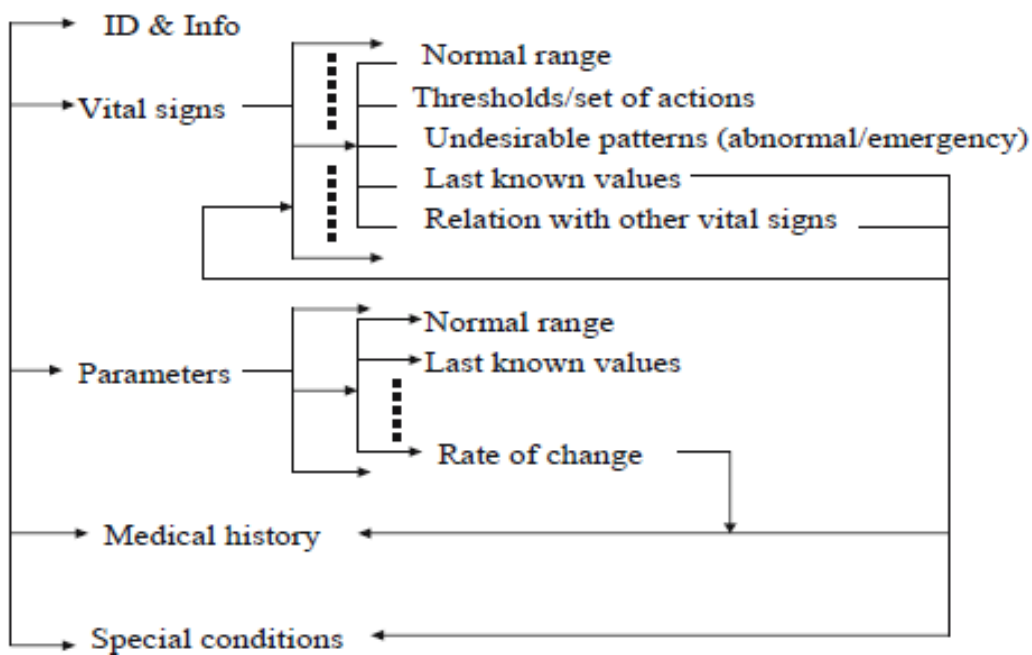 ID & Info
Vital signs
Normal range
Thresholds/set of actions
Undesirable patterns (abnormal/emergency)
Last known values
Relation with other vital signs
Parameters
Normal range
Last known values
Rate of change
Medical history
Special conditions